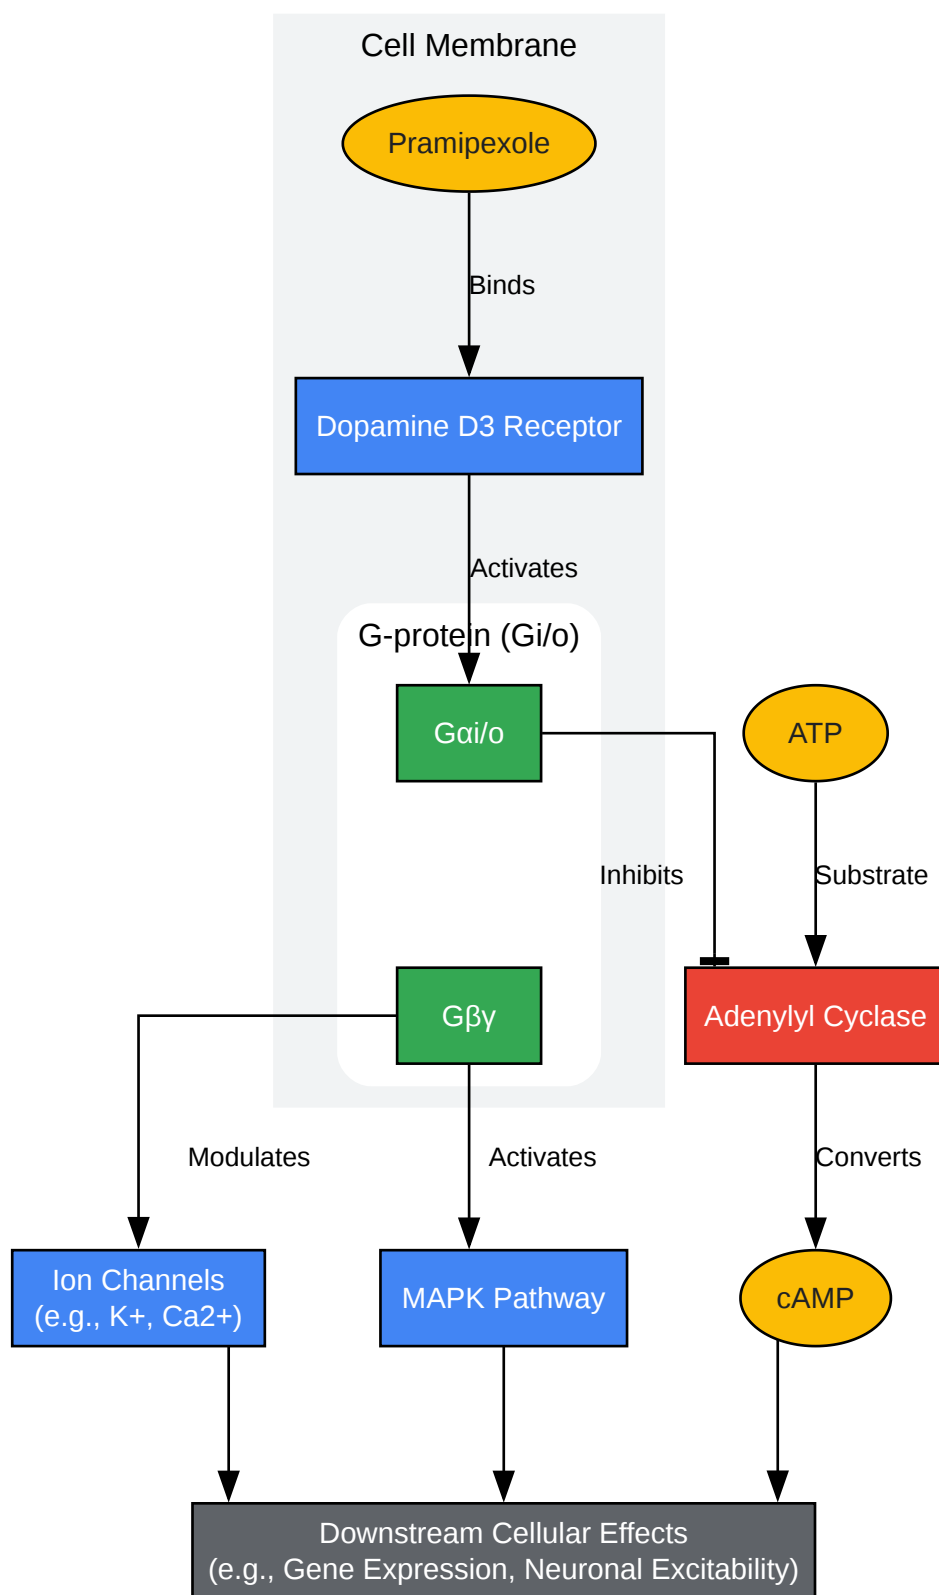 Cell Membrane
Pramipexole
Binds
Dopamine D3 Receptor
Activates
G-protein (Gi/o)
Gαi/o
ATP
Inhibits
Substrate
Gβγ
Adenylyl Cyclase
Modulates
Activates
Converts
Ion Channels
(e.g., K+, Ca2+)
MAPK Pathway
cAMP
Downstream Cellular Effects
(e.g., Gene Expression, Neuronal Excitability)